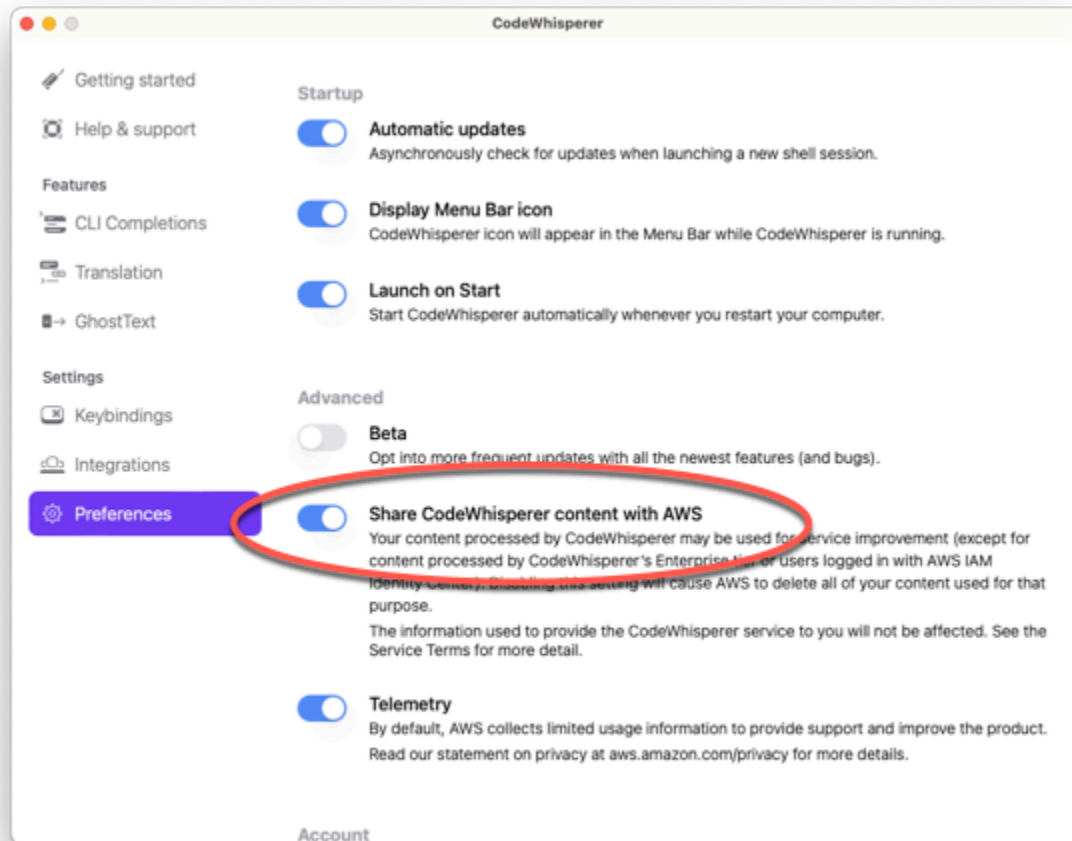 CodeWhisperer
Getting started
Help & support
Features
CLI Completions
Translation
GhostText
Settings
Keybindings
Integrations
Preferences
Startup
Automatic updates
Asynchronously check for updates when launching a new shell session.
Display Menu Bar icon
CodeWhisperer icon will appear in the Menu Bar while CodeWhisperer is running.
Launch on Start
Start CodeWhisperer automatically whenever you restart your computer.
Advanced
Beta
Opt into more frequent updates with all the newest features (and bugs).
Share CodeWhisperer content with AWS
Your content processed by CodeWhisperer may be used for service improvement (except for
content processed by CodeWhisperer's Enterprise tier or users logged in with AWS IAM
Identity Center). Disabling this setting will cause AWS to delete all of your content used for that
purpose.
The information used to provide the CodeWhisperer service to you will not be affected. See the
Service Terms for more detail.
Telemetry
By default, AWS collects limited usage information to provide support and improve the product.
Read our statement on privacy at aws.amazon.com/privacy for more details.
Account